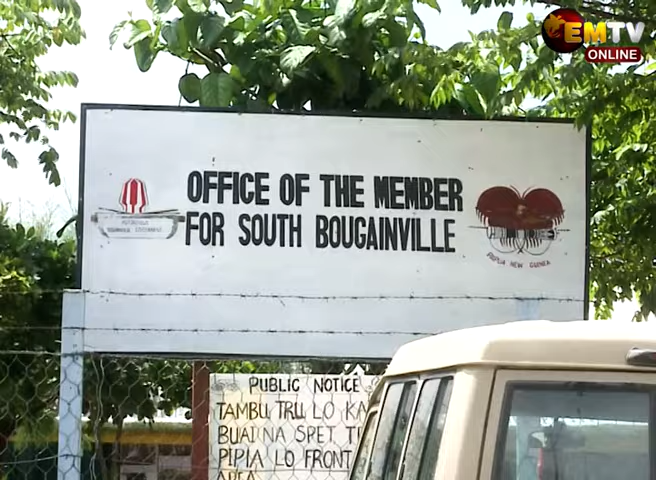 EMTV
ONLINE
OFFICE OF THE MEMBER
FOR SOUTH BOUGAINVILLE
PAPUA NEW GUINEA
PUBLIC NOTICE
TAMBU TRU LO
BUAI NA SPET
PIPIA LO FRONT
AREA